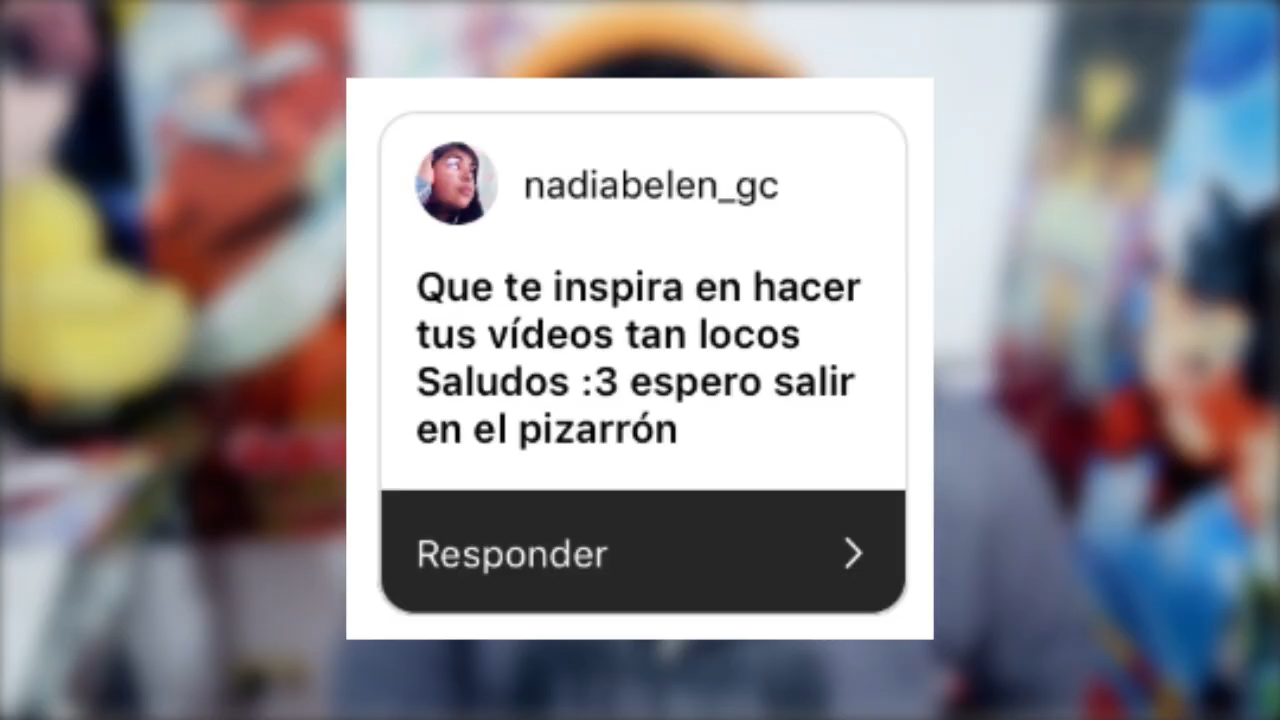 nadiabelen_gc
Que te inspira en hacer
tus vídeos tan locos
Saludos :3 espero salir
en el pizarrón
Responder